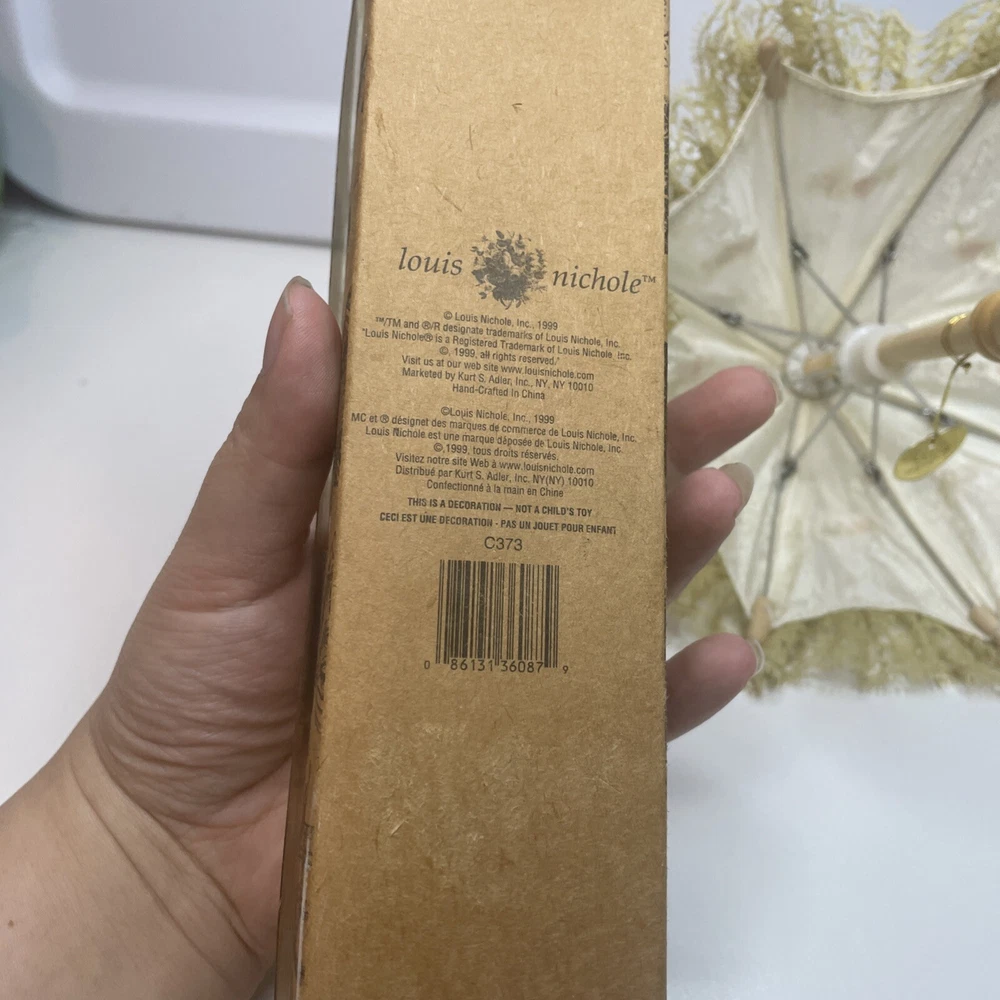 louis nichole™
© Louis Nichole, Inc., 1999
™/TM and ®/R designate trademarks of Louis Nichole, Inc.
"Louis Nichole® is a Registered Trademark of Louis Nichole Inc.
©, 1999, all rights reserved."
Visit us at our web site www.louisnichole.com
Marketed by Kurt S. Adler, Inc., NY, NY 10010
Hand-Crafted In China
©Louis Nichole, Inc., 1999
MC et ® désignet des marques de commerce de Louis Nichole, Inc.
Louis Nichole est une marque déposée de Louis Nichole, Inc.
©,1999, tous droits réservés.
Visitez notre site Web à www.louisnichole.com
Distribué par Kurt S. Adler, Inc. NY(NY) 10010
Confectionné à la main en Chine
THIS IS A DECORATION — NOT A CHILD'S TOY
CECI EST UNE DECORATION - PAS UN JOUET POUR ENFANT
C373
0 86131 36087 9